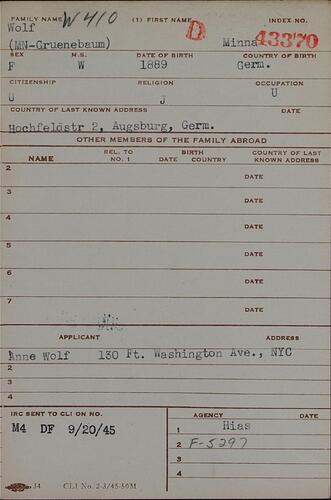 FAMILY NAME W410 (1) FIRST NAME D INDEX NO.
Wolf
(MN-Gruenebaum) Minna 43370
SEX M.S. DATE OF BIRTH COUNTRY OF BIRTH
F W 1889 Germ.
CITIZENSHIP RELIGION OCCUPATION
U J U
COUNTRY OF LAST KNOWN ADDRESS DATE
Hochfeldstr 2, Augsburg, Germ.
OTHER MEMBERS OF THE FAMILY ABROAD
NAME REL. TO NO. 1 BIRTH DATE COUNTRY COUNTRY OF LAST KNOWN ADDRESS
2 DATE
3 DATE
4 DATE
5 DATE
6 DATE
7 DATE
APPLICANT ADDRESS
Anne Wolf 130 Ft. Washington Ave., NYC
2
3
4
IRC SENT TO CLI ON NO. AGENCY DATE
M4 DF 9/20/45 1 Hias
2 F-5297
3
4
34 CLI No. 2-3/45-50M